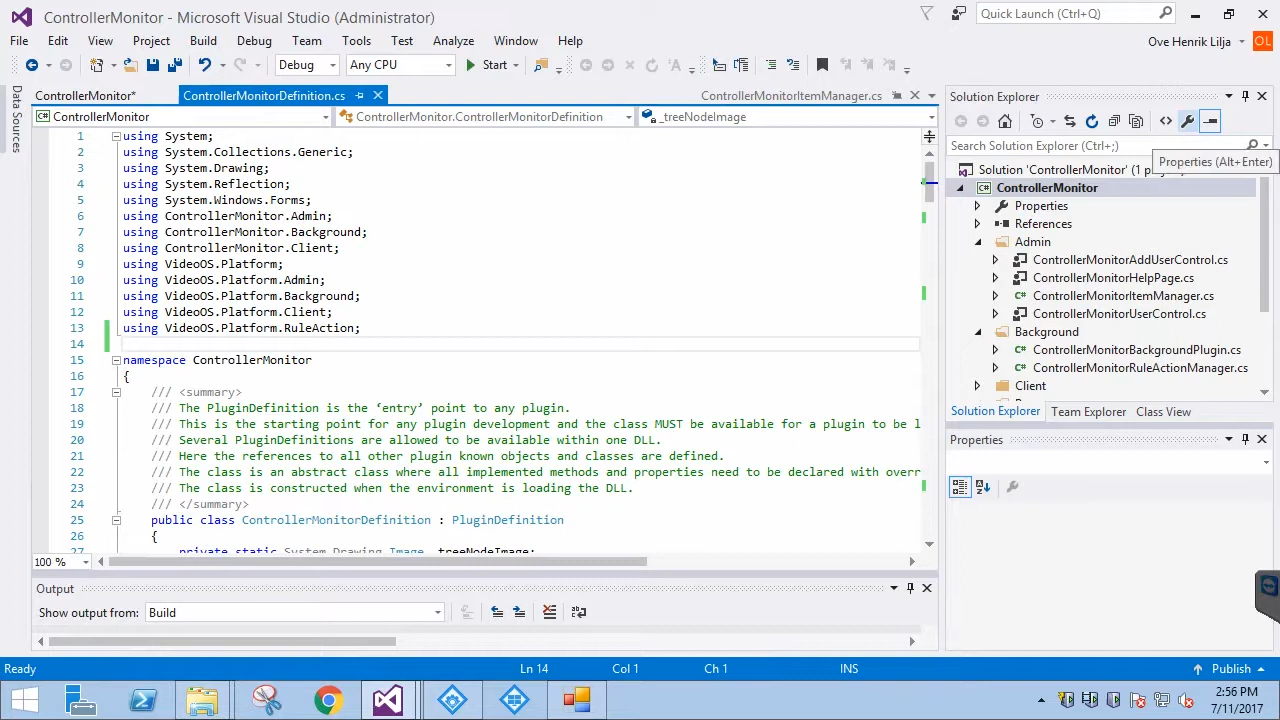 ControllerMonitor - Microsoft Visual Studio (Administrator)
Quick Launch (Ctrl+Q)
File Edit View Project Build Debug Team Tools Test Analyze Window Help
Ove Henrik Lilja OL
Debug Any CPU Start
Data Sources
ControllerMonitor* ControllerMonitorDefinition.cs ControllerMonitorItemManager.cs
ControllerMonitor ControllerMonitor.ControllerMonitorDefinition _treeNodeImage
1 using System;
2 using System.Collections.Generic;
3 using System.Drawing;
4 using System.Reflection;
5 using System.Windows.Forms;
6 using ControllerMonitor.Admin;
7 using ControllerMonitor.Background;
8 using ControllerMonitor.Client;
9 using VideoOS.Platform;
10 using VideoOS.Platform.Admin;
11 using VideoOS.Platform.Background;
12 using VideoOS.Platform.Client;
13 using VideoOS.Platform.RuleAction;
14
15 namespace ControllerMonitor
16 {
17 /// <summary>
18 /// The PluginDefinition is the ‘entry’ point to any plugin.
19 /// This is the starting point for any plugin development and the class MUST be available for a plugin to be l
20 /// Several PluginDefinitions are allowed to be available within one DLL.
21 /// Here the references to all other plugin known objects and classes are defined.
22 /// The class is an abstract class where all implemented methods and properties need to be declared with overr
23 /// The class is constructed when the environment is loading the DLL.
24 /// </summary>
25 public class ControllerMonitorDefinition : PluginDefinition
26 {
27 private static System.Drawing.Image _treeNodeImage;
100 %
Output
Show output from: Build
Solution Explorer
Search Solution Explorer (Ctrl+;)
Properties (Alt+Enter)
Solution 'ControllerMonitor' (1 p
ControllerMonitor
Properties
References
Admin
ControllerMonitorAddUserControl.cs
ControllerMonitorHelpPage.cs
ControllerMonitorItemManager.cs
ControllerMonitorUserControl.cs
Background
ControllerMonitorBackgroundPlugin.cs
ControllerMonitorRuleActionManager.cs
Client
Solution Explorer Team Explorer Class View
Properties
Ready Ln 14 Col 1 Ch 1 INS Publish
2:56 PM
7/11/2017